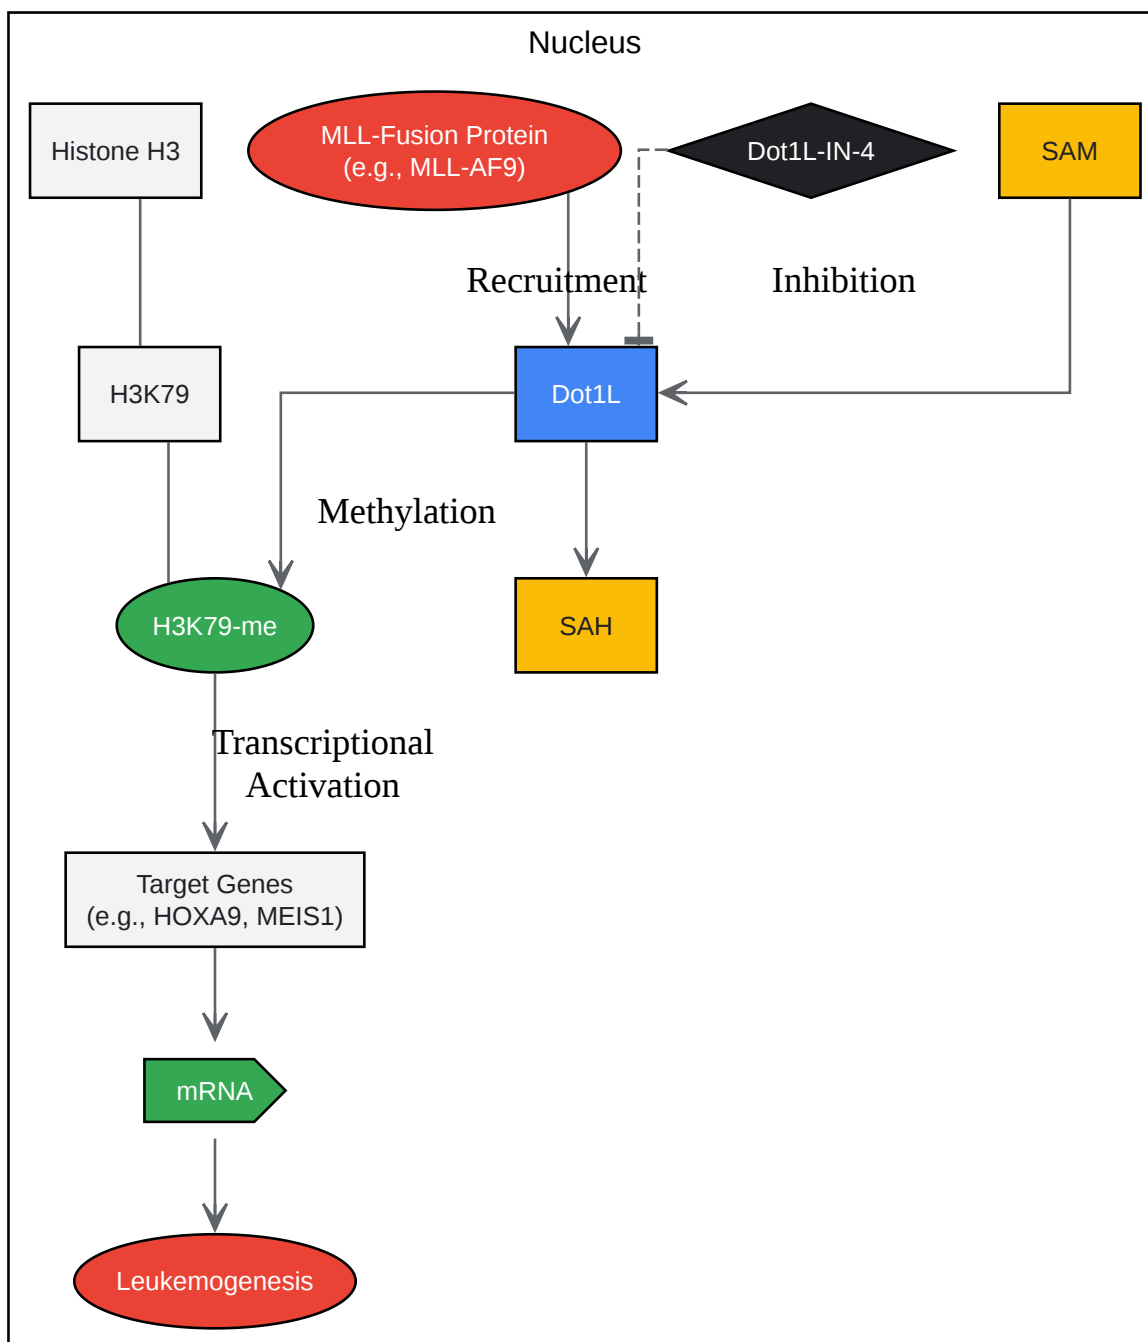 Nucleus
Histone H3
MLL-Fusion Protein
(e.g., MLL-AF9)
Dot1L-IN-4
SAM
Recruitment
Inhibition
H3K79
Dot1L
Methylation
H3K79-me
SAH
Transcriptional
Activation
Target Genes
(e.g., HOXA9, MEIS1)
mRNA
Leukemogenesis